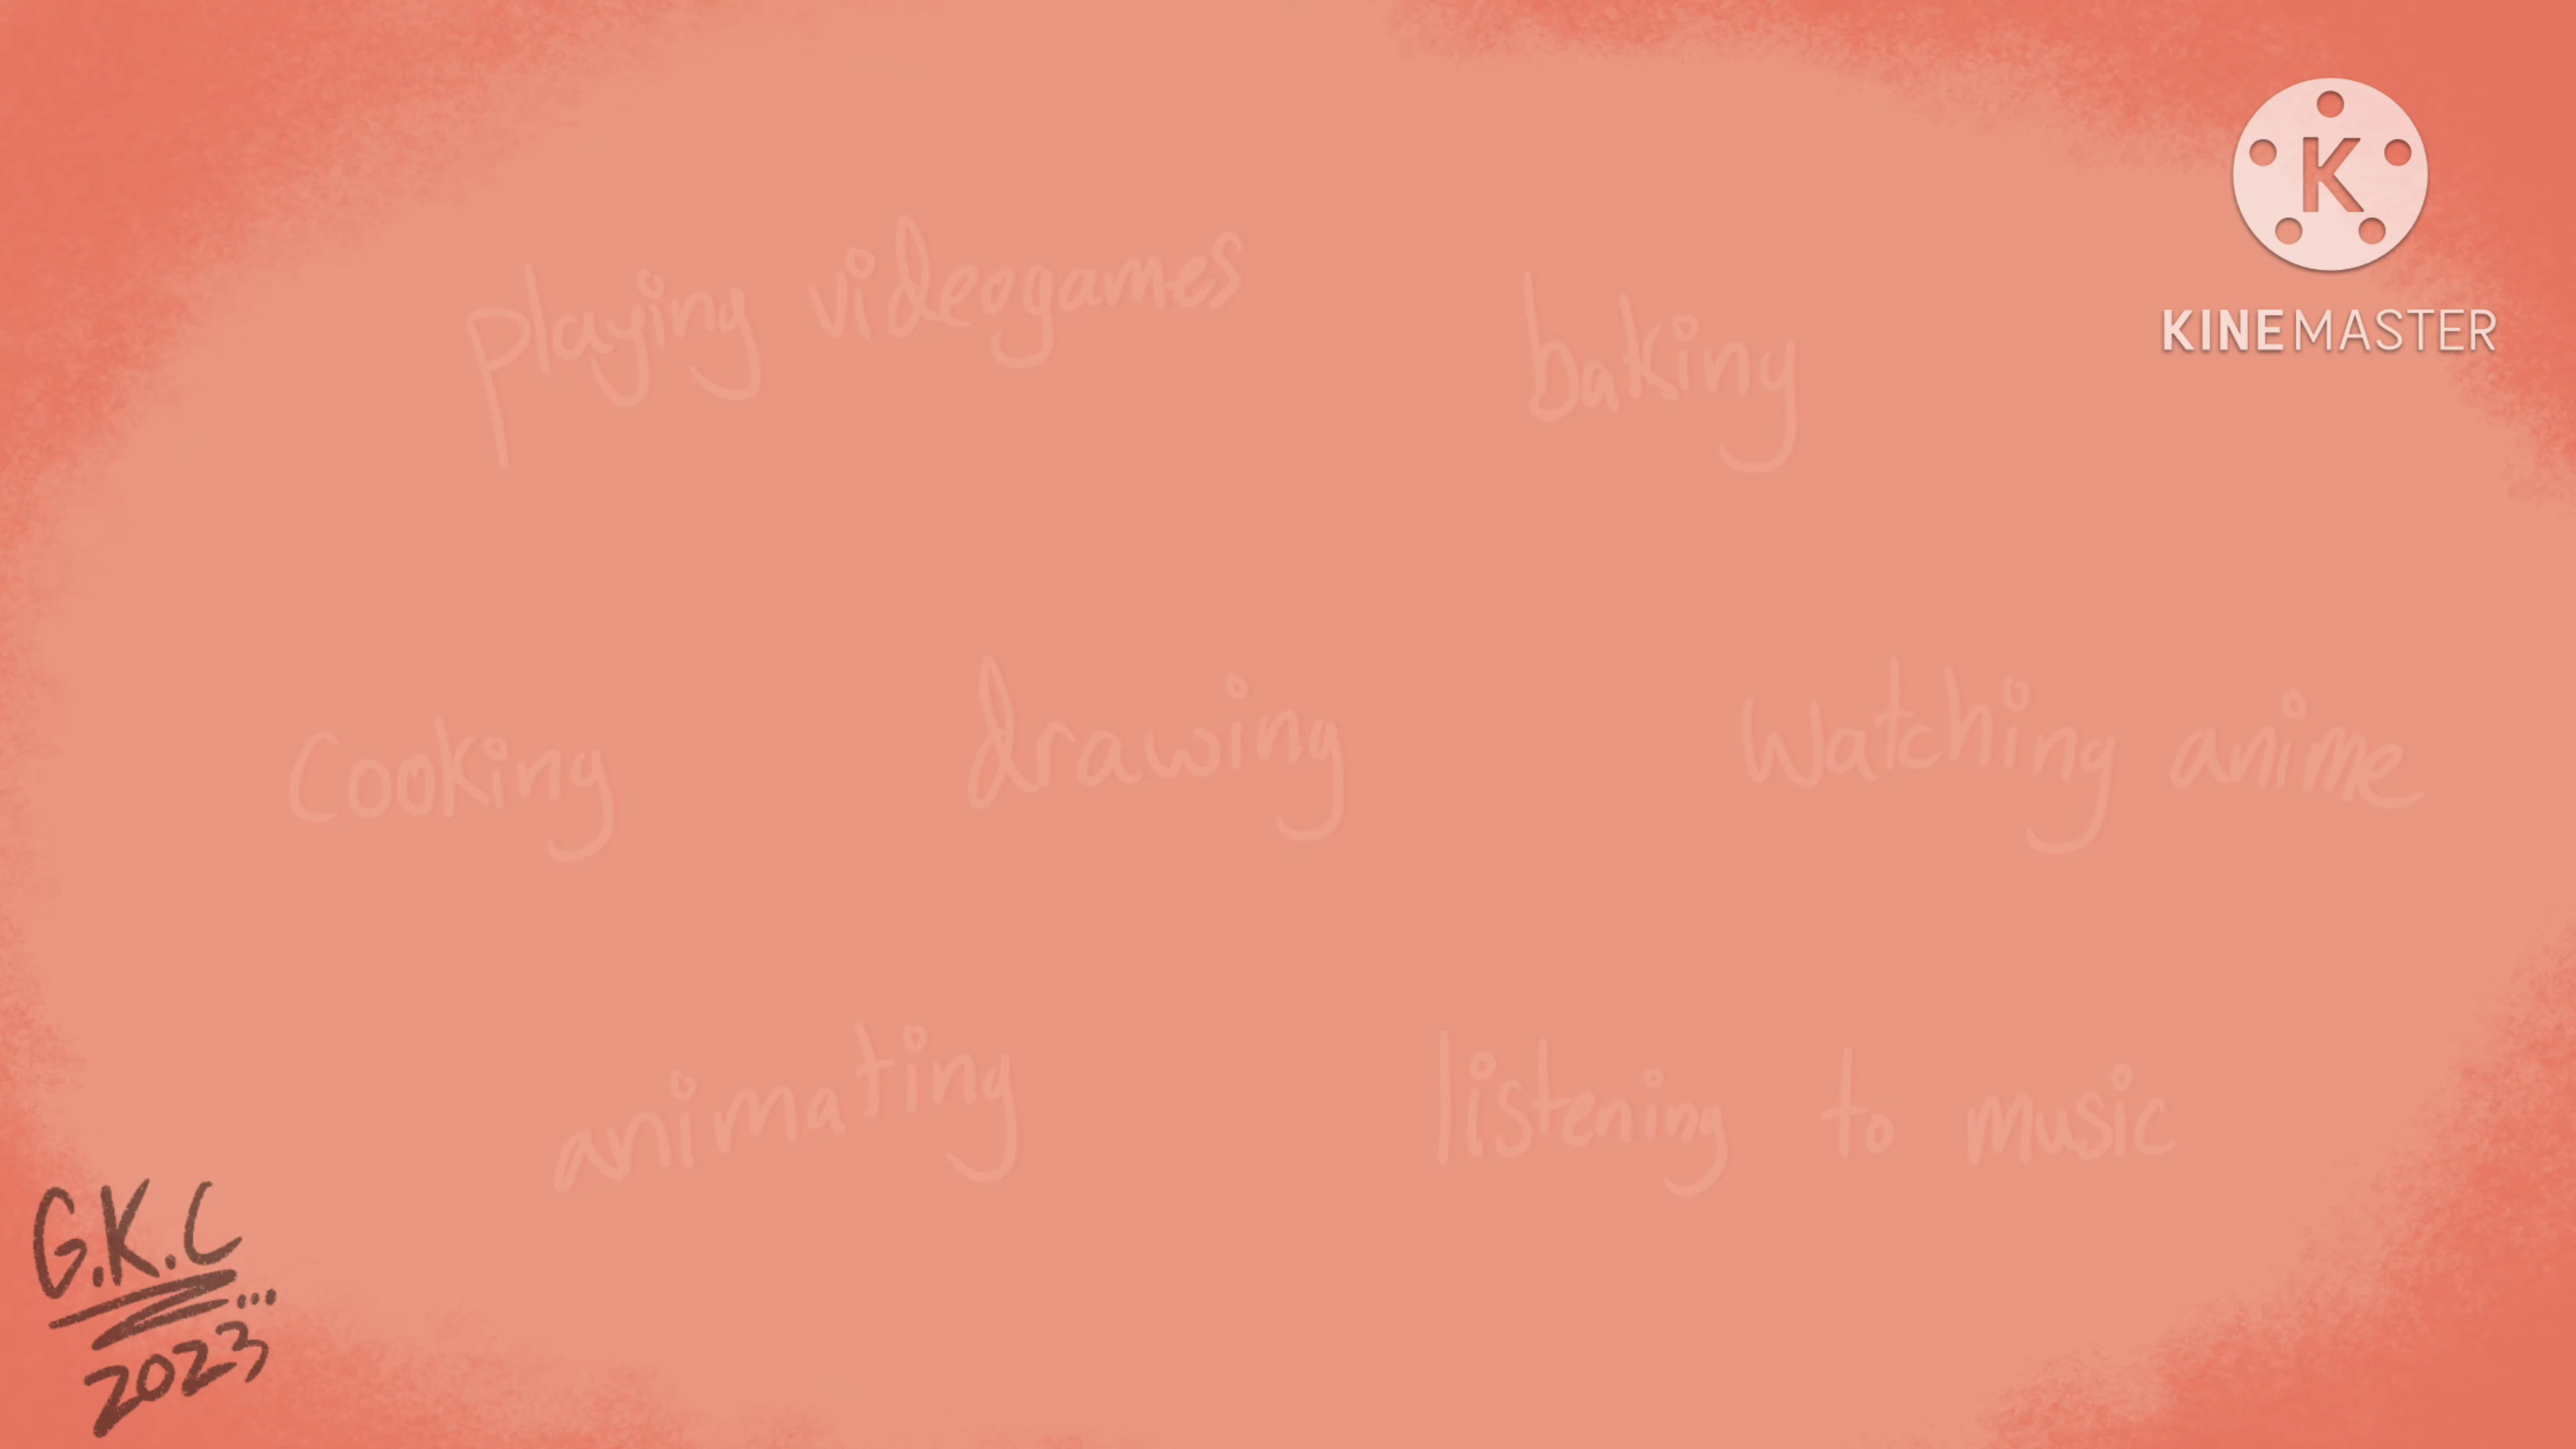 playing videogames
baking
KINEMASTER
cooking
drawing
watching anime
animating
listening to music
G.K.C
...
2023